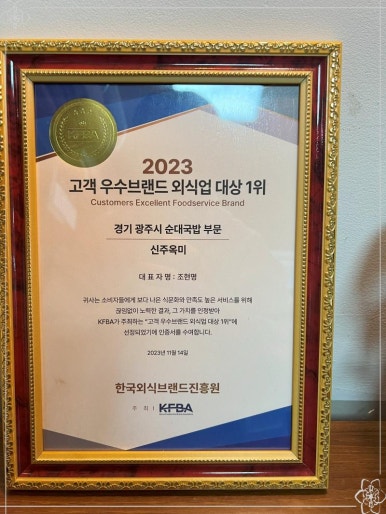 KFBA
2023
고객 우수브랜드 외식업 대상 1위
Customers Excellent Foodservice Brand
경기 광주시 순대국밥 부문
신주옥미
대 표 자 명 : 조현명
귀사는 소비자들에게 보다 나은 식문화와 만족도 높은 서비스를 위해
끊임없이 노력한 결과, 그 가치를 인정받아
KFBA가 주최하는 "고객 우수브랜드 외식업 대상 1위"에
선정되었기에 인증서를 수여합니다.
2023년 11월 14일
한국외식브랜드진흥원
주 최 | KFBA